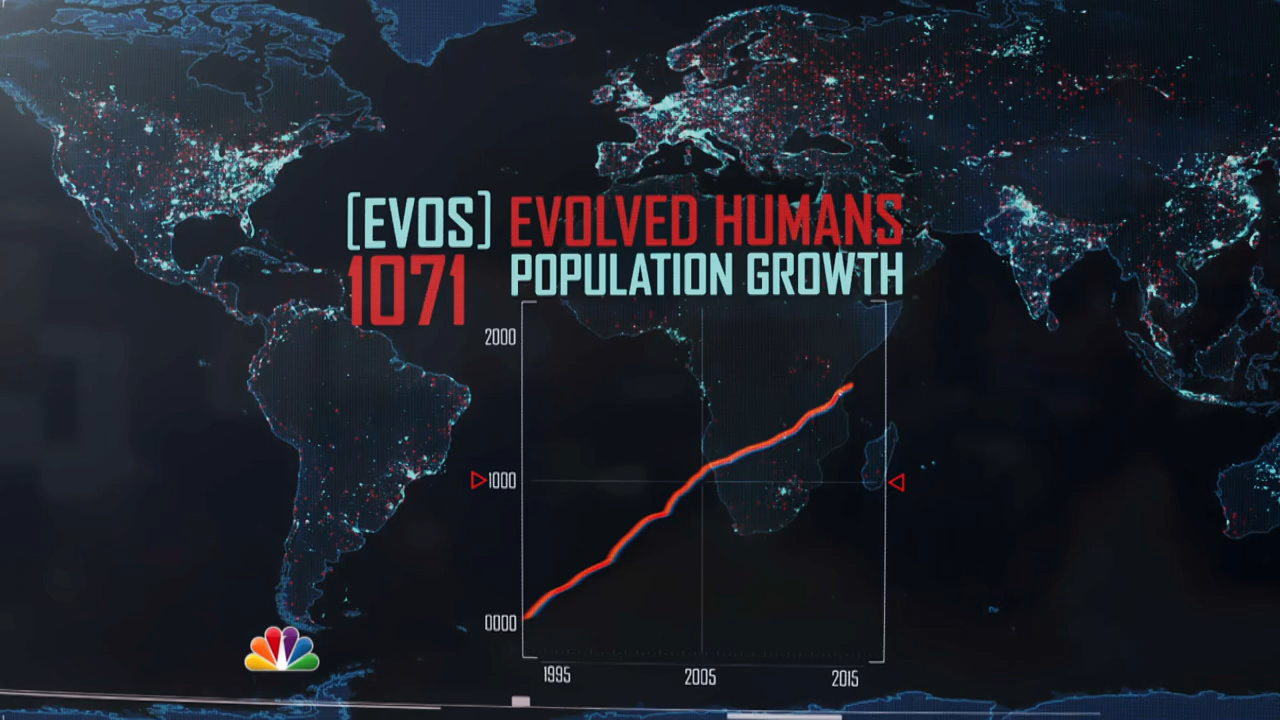 [EVOS]
1071
EVOLVED HUMANS
POPULATION GROWTH
2000
1000
0000
1995
2005
2015